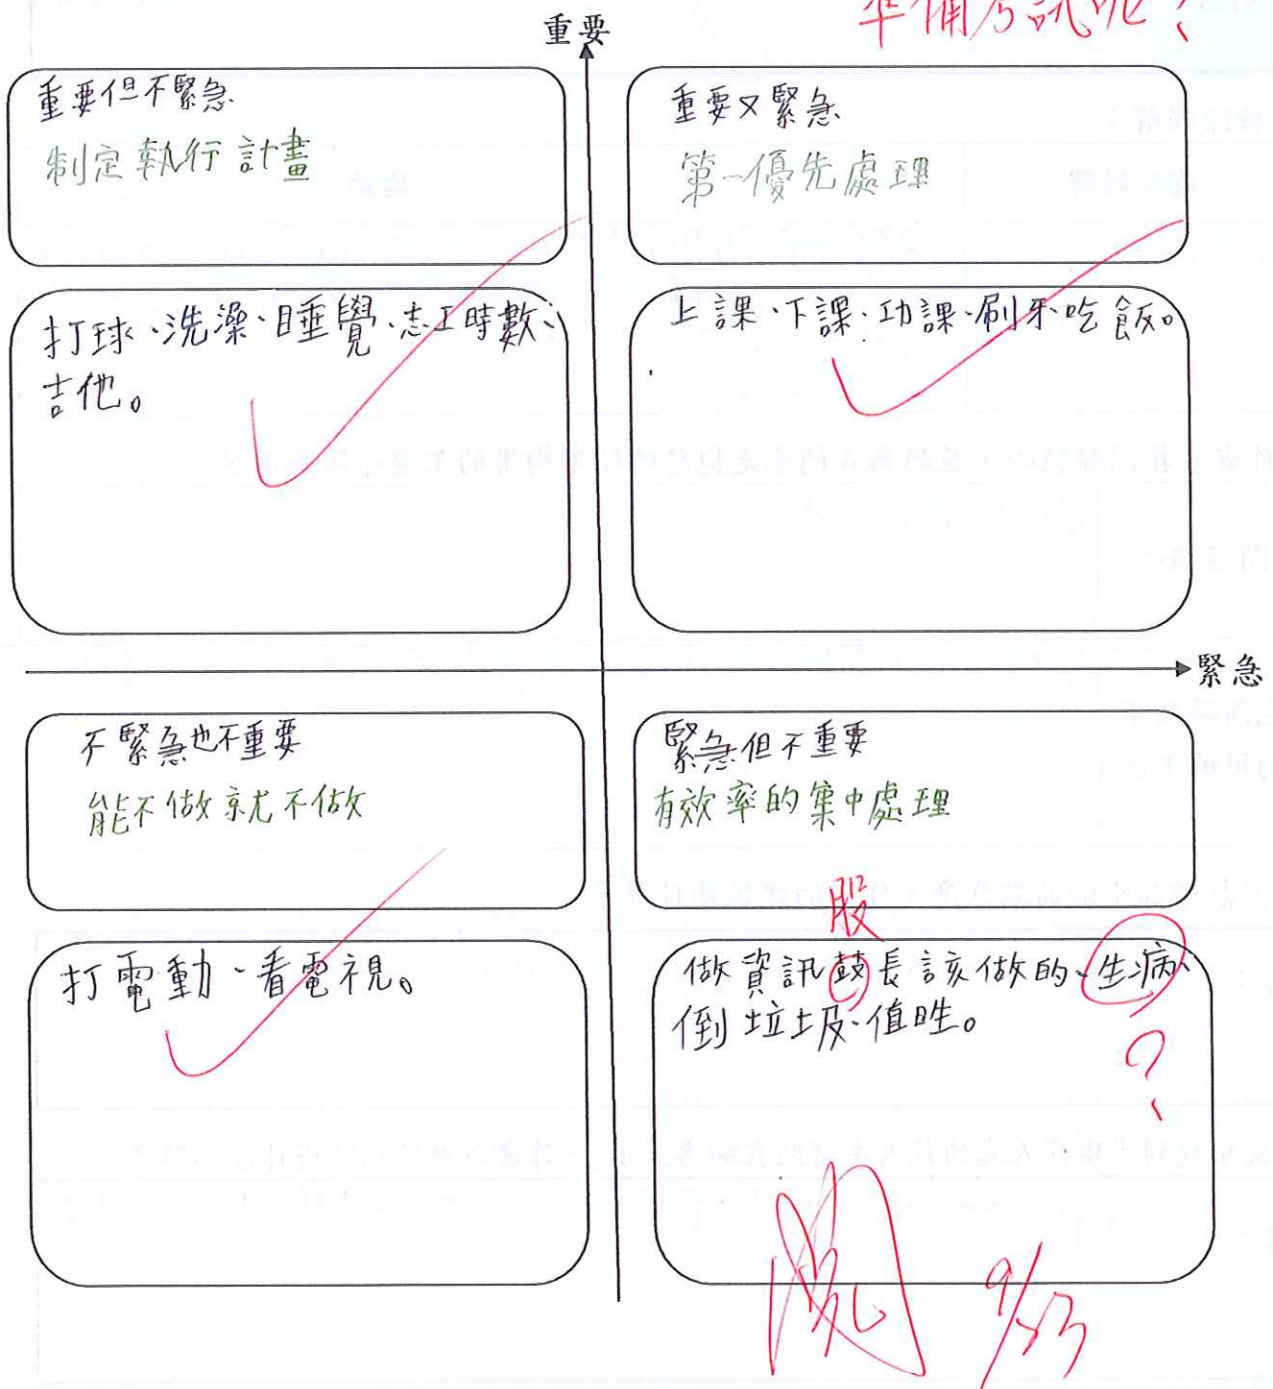 準備考試呢？
重要
重要但不緊急
制定執行計畫
重要又緊急
第一優先處理
打球、洗澡、睡覺、志工時數、
吉他。
上課、下課、功課、刷牙吃飯。
緊急
不緊急也不重要
能不做就不做
緊急但不重要
有效率的集中處理
打電動、看電視。
股
做資訊鼓長該做的、生病、
倒垃圾、值日生。
？
閱 9/23